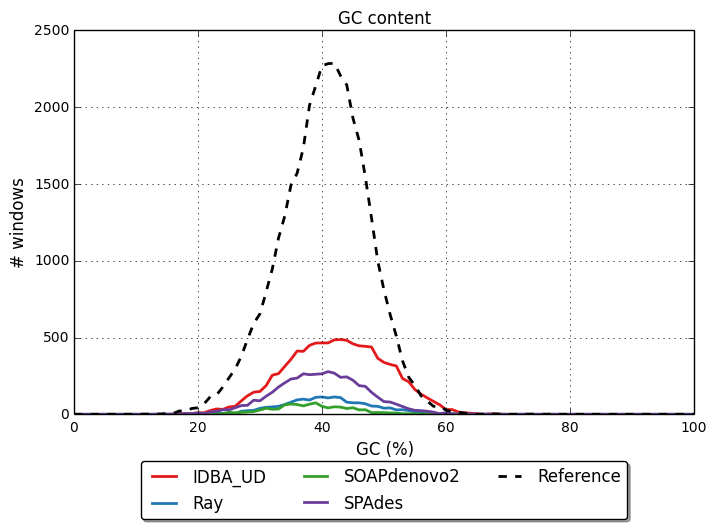 GC content
2500
2000
1500
1000
500
0
# windows
0 20 40 60 80 100
GC (%)
IDBA_UD SOAPdenovo2 Reference
Ray SPAdes